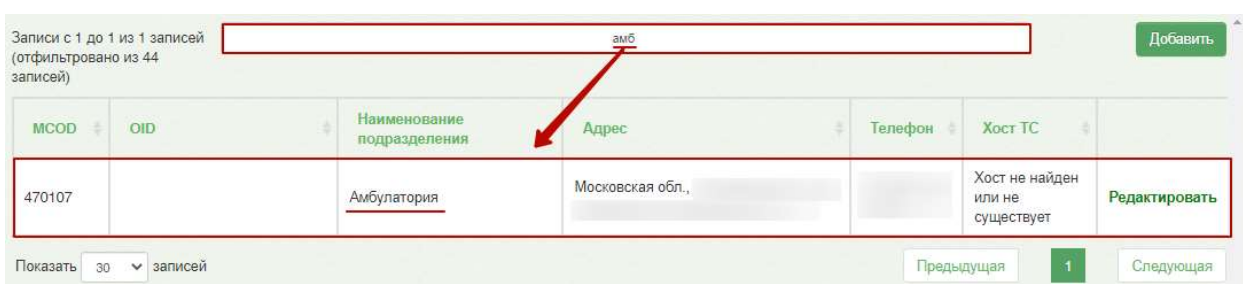 Записи с 1 до 1 из 1 записей
(отфильтровано из 44
записей)
амб
Добавить
MCOD
OID
Наименование
подразделения
Адрес
Телефон
Хост ТС
470107
Амбулатория
Московская обл.,
Хост не найден
или не
существует
Редактировать
Показать 30 записей
Предыдущая
1
Следующая